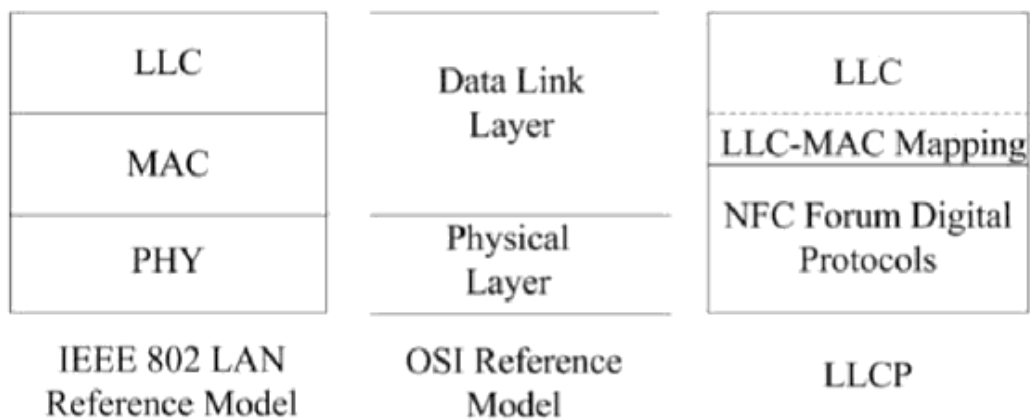 LLC
MAC
PHY
IEEE 802 LAN
Reference Model
Data Link
Layer
Physical
Layer
OSI Reference
Model
LLC
LLC-MAC Mapping
NFC Forum Digital
Protocols
LLCP